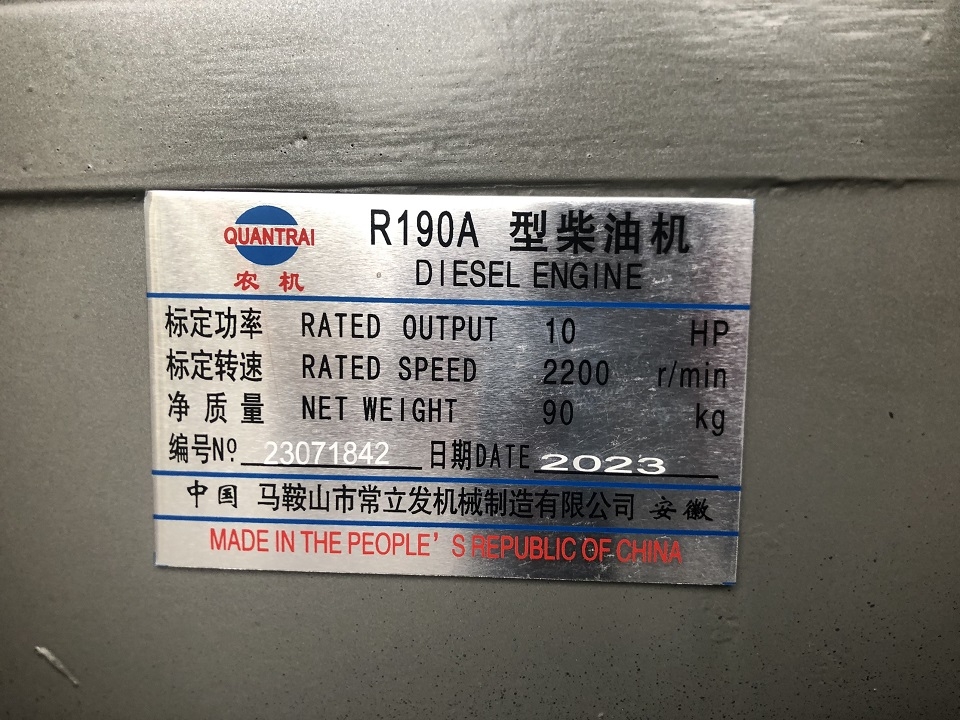 QUANTRAI
农机
R190A 型柴油机
DIESEL ENGINE
标定功率 RATED OUTPUT 10 HP
标定转速 RATED SPEED 2200 r/min
净质量 NET WEIGHT 90 kg
编号Nº 23071842 日期DATE 2023
中国 马鞍山市常立发机械制造有限公司 安徽
MADE IN THE PEOPLE'S REPUBLIC OF CHINA